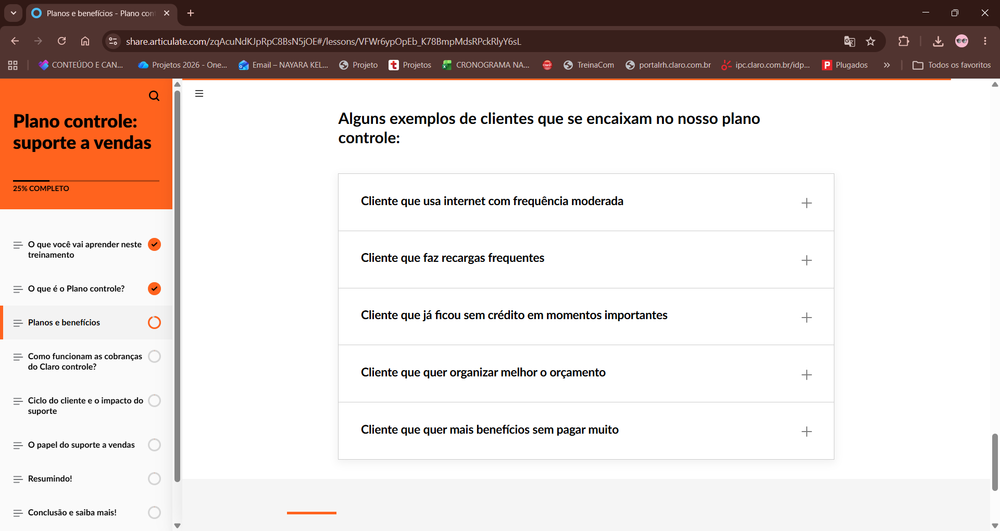 Planos e benefícios - Plano con
share.articulate.com/zqAcuNdKJpRpC8BsN5jOE#/lessons/VFWr6ypOpEb_K78BmpMdsRPckRlyY6sL
CONTEÚDO E CAN...
Projetos 2026 - One...
Email – NAYARA KEL...
Projeto
Projetos
CRONOGRAMA NA...
Claro
TreinaCom
portalrh.claro.com.br
ipc.claro.com.br/idp...
Plugados
Todos os favoritos
Plano controle:
suporte a vendas
25% COMPLETO
O que você vai aprender neste
treinamento
O que é o Plano controle?
Planos e benefícios
Como funcionam as cobranças
do Claro controle?
Ciclo do cliente e o impacto do
suporte
O papel do suporte a vendas
Resumindo!
Conclusão e saiba mais!
Alguns exemplos de clientes que se encaixam no nosso plano
controle:
Cliente que usa internet com frequência moderada
Cliente que faz recargas frequentes
Cliente que já ficou sem crédito em momentos importantes
Cliente que quer organizar melhor o orçamento
Cliente que quer mais benefícios sem pagar muito